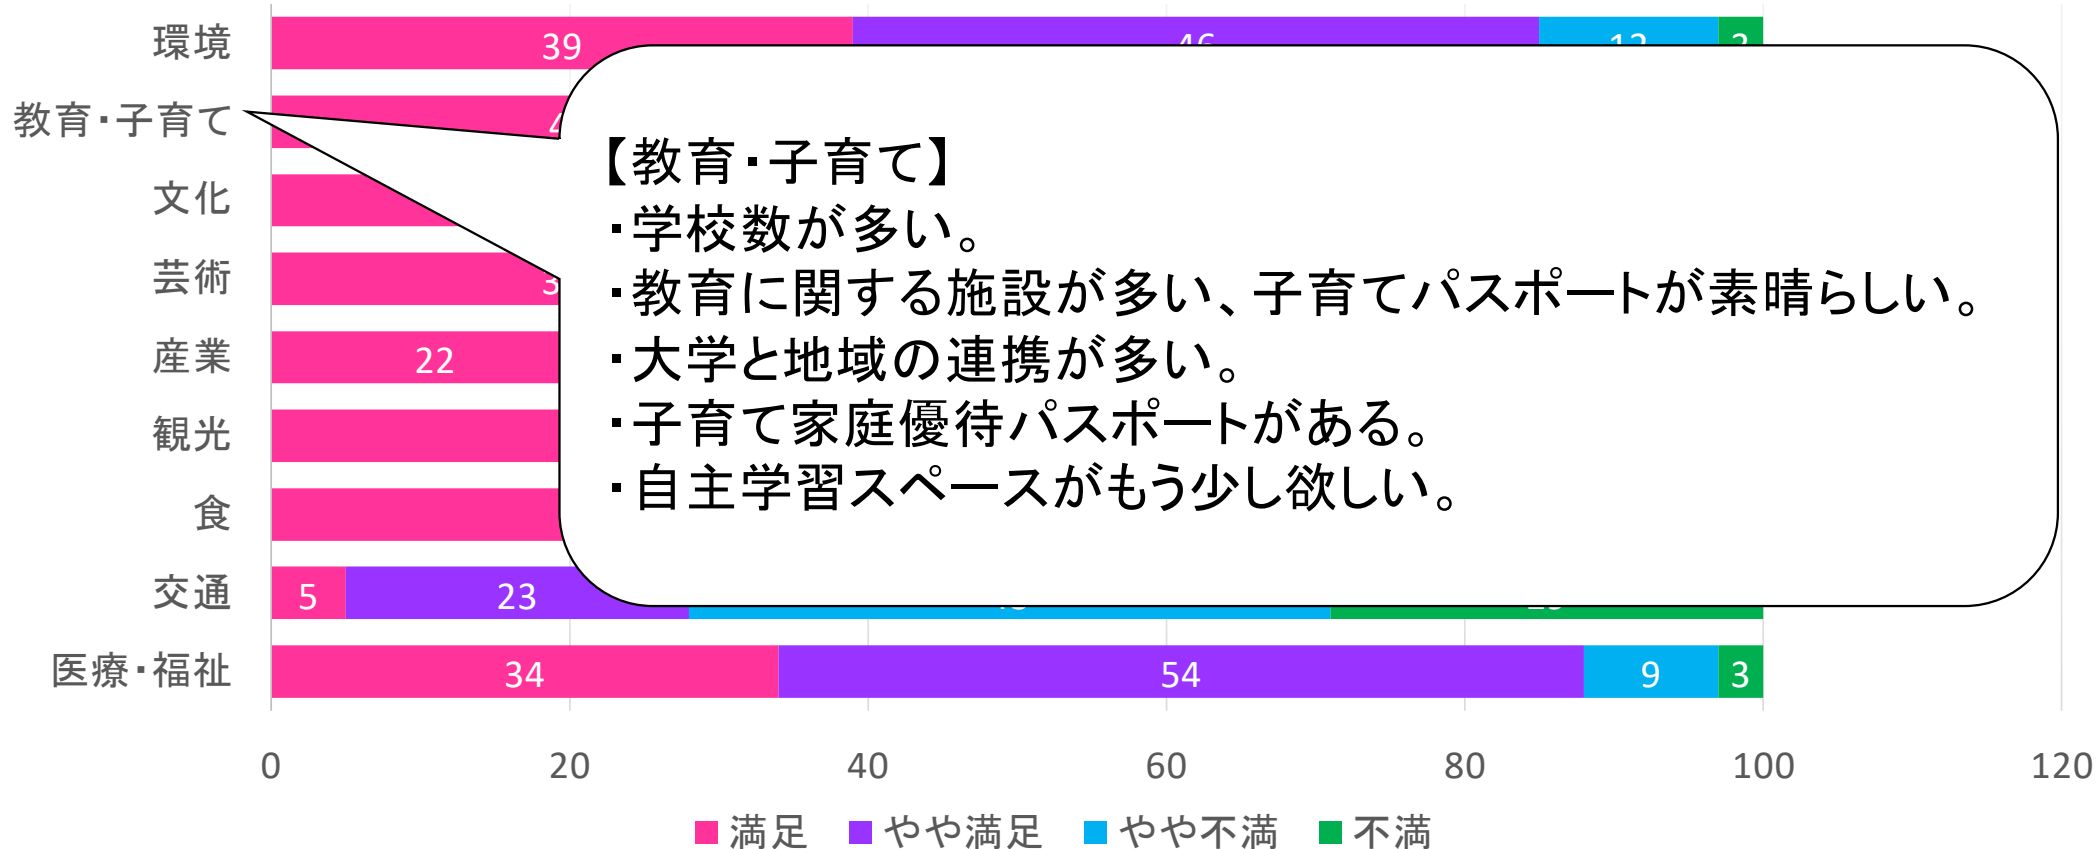 環境 39
教育・子育て
文化
芸術
産業 22
観光
食
交通 5 23
医療・福祉 34 54 9 3
【教育・子育て】
・学校数が多い。
・教育に関する施設が多い、子育てパスポートが素晴らしい。
・大学と地域の連携が多い。
・子育て家庭優待パスポートがある。
・自主学習スペースがもう少し欲しい。
0 20 40 60 80 100 120
満足 やや満足 やや不満 不満